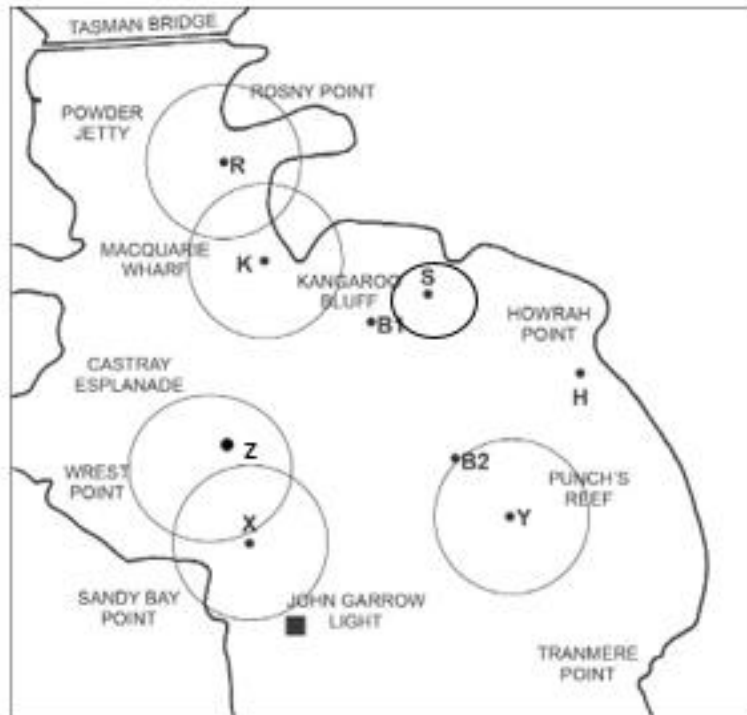 TASMAN BRIDGE
ROSNY POINT
POWDER
JETTY
R
MACQUARIE
WHARF
K
KANGAROO
BLUFF
S
B1
HOWRAH
POINT
H
CASTRAY
ESPLANADE
Z
WREST
POINT
B2
PUNCH'S
REEF
X
Y
SANDY BAY
POINT
JOHN GARROW
LIGHT
TRANMERE
POINT